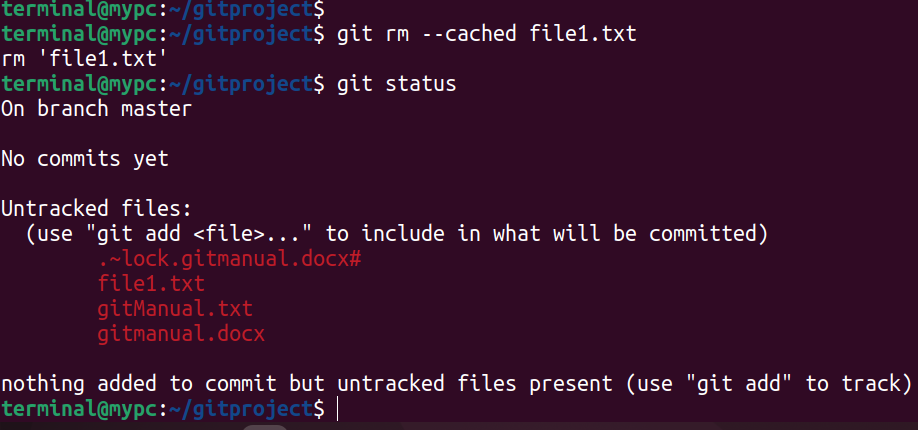 terminal@mypc:~/gitproject$
terminal@mypc:~/gitproject$ git rm --cached file1.txt
rm 'file1.txt'
terminal@mypc:~/gitproject$ git status
On branch master
No commits yet
Untracked files:
  (use "git add <file>..." to include in what will be committed)
        .~lock.gitmanual.docx#
        file1.txt
        gitManual.txt
        gitmanual.docx
nothing added to commit but untracked files present (use "git add" to track)
terminal@mypc:~/gitproject$